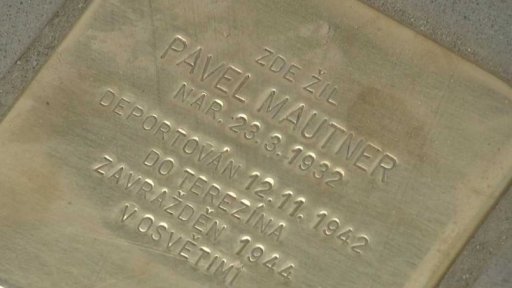 ZDE ŽIL
PAVEL MAUTNER
NAR. 23.3.1932
DEPORTOVÁN 12.11.1942
DO TEREZÍNA
ZAVRAŽDĚN 1944
V OSVĚTIMI